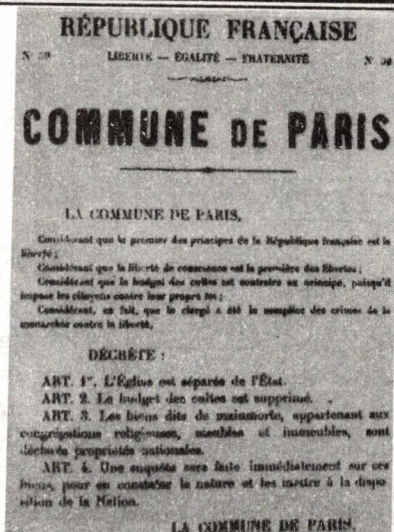 RÉPUBLIQUE FRANÇAISE
N° 59 LIBERTÉ — ÉGALITÉ — FRATERNITÉ N° 59
COMMUNE DE PARIS
LA COMMUNE DE PARIS,
Considérant que le premier des principes de la République française est la
liberté ;
Considérant que la liberté de conscience est la première des libertés ;
Considérant que le budget des cultes est contraire au principe, puisqu'il
impose les citoyens contre leur propre foi ;
Considérant, en fait, que le clergé a été le complice des crimes de la
monarchie contre la liberté,
DÉCRÈTE :
ART. 1er. L'Église est séparée de l'État.
ART. 2. Le budget des cultes est supprimé.
ART. 3. Les biens dits de mainmorte, appartenant aux
congrégations religieuses, meubles et immeubles, sont
déclarés propriétés nationales.
ART. 4. Une enquête sera faite immédiatement sur ces
biens, pour en constater la nature et les mettre à la dispo-
sition de la Nation.
LA COMMUNE DE PARIS.